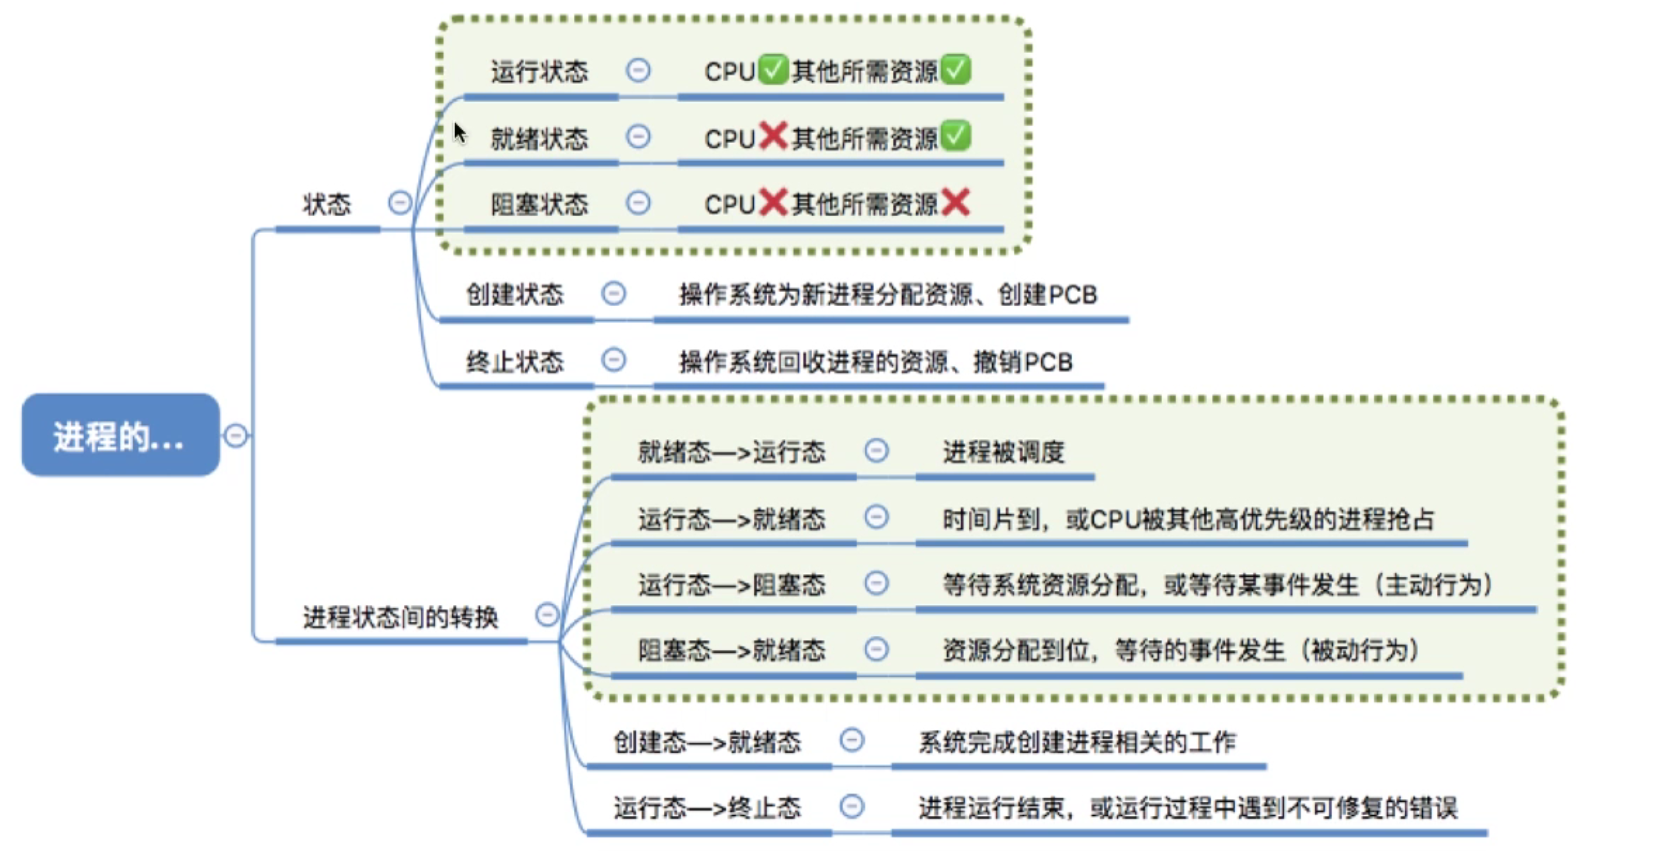 运行状态 CPU✅其他所需资源✅
就绪状态 CPU❌其他所需资源✅
状态
阻塞状态 CPU❌其他所需资源❌
创建状态 操作系统为新进程分配资源、创建PCB
终止状态 操作系统回收进程的资源、撤销PCB
进程的...
就绪态—>运行态 进程被调度
运行态—>就绪态 时间片到，或CPU被其他高优先级的进程抢占
运行态—>阻塞态 等待系统资源分配，或等待某事件发生（主动行为）
进程状态间的转换
阻塞态—>就绪态 资源分配到位，等待的事件发生（被动行为）
创建态—>就绪态 系统完成创建进程相关的工作
运行态—>终止态 进程运行结束，或运行过程中遇到不可修复的错误